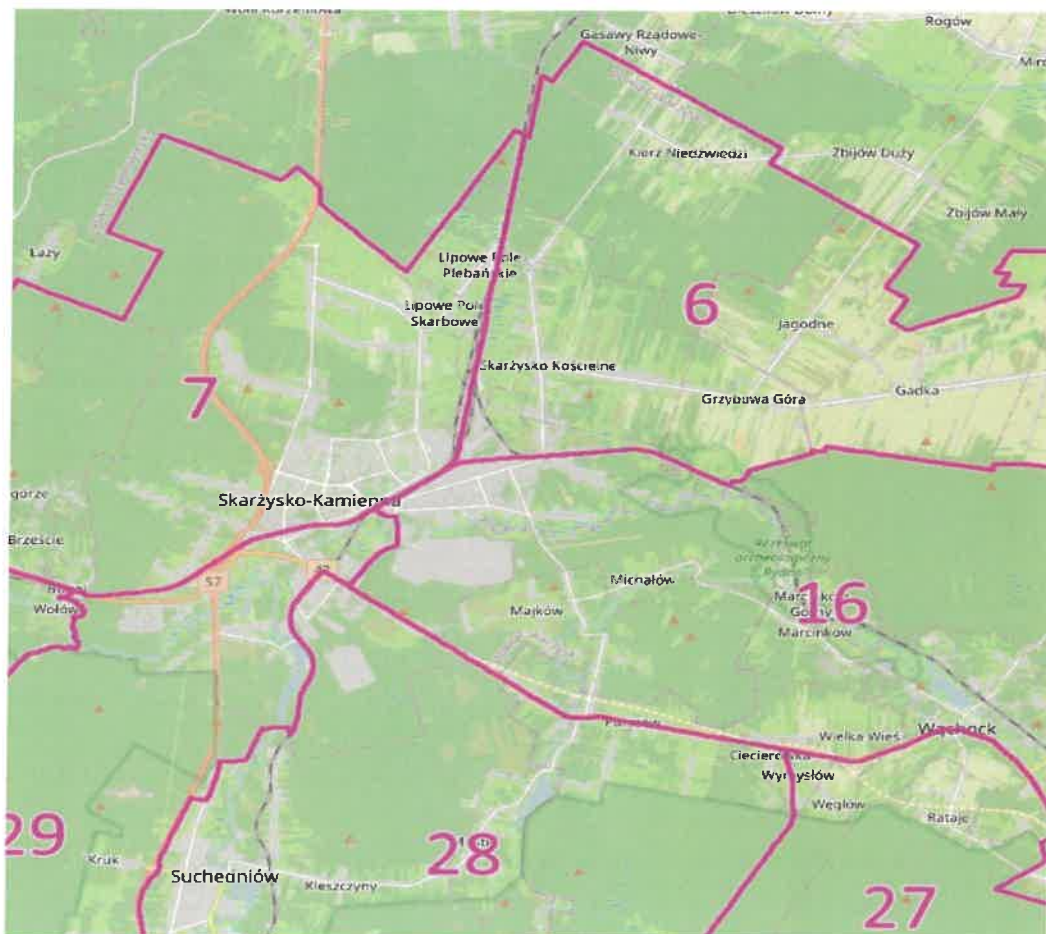 Rogów
Gąsawy Rządowe-
Niwy
Kierz Niedźwiedzi
Zbijów Duży
Zbijów Mały
Łazy
Lipowe Pole
Plebańskie
6
Lipowe Pole
Skarbowe
Jagodne
Skarżysko Kościelne
7
Gadka
Grzybowa Góra
Skarżysko-Kamienna
Brzeście
Michałów
57
42
Wołów
Majków
16
Marcinków
Wąchock
Wielka Wieś
Wymysłów
Węglów
Rataje
29
28
Kruk
Suchedniów
Kleszczyny
27